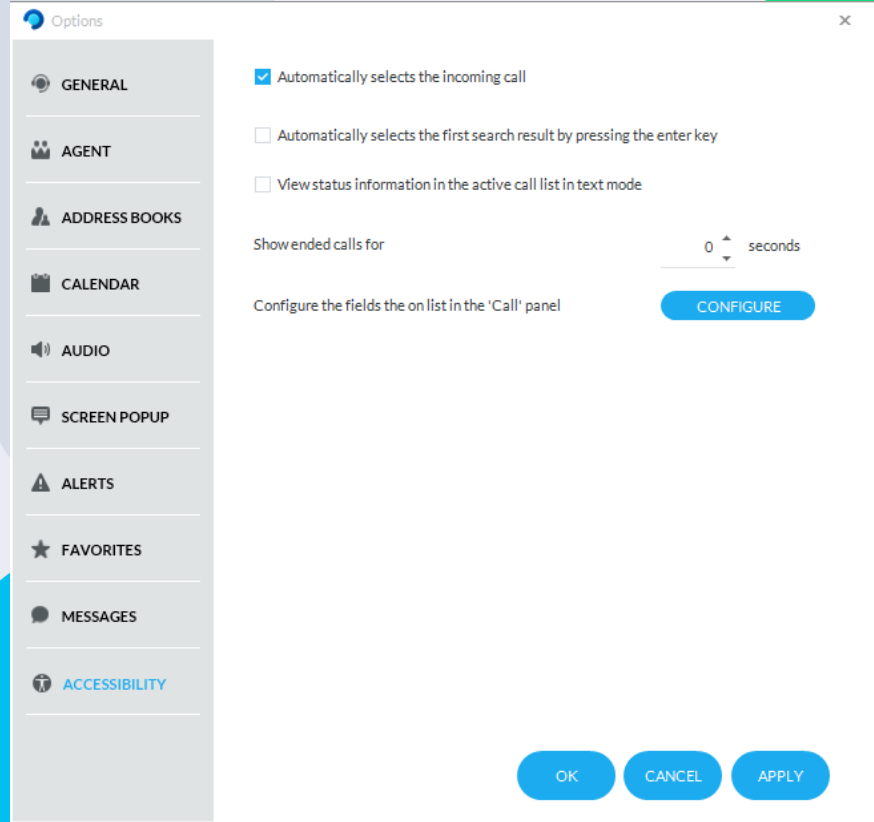 Options
GENERAL
AGENT
ADDRESS BOOKS
CALENDAR
AUDIO
SCREEN POPUP
ALERTS
FAVORITES
MESSAGES
ACCESSIBILITY
Automatically selects the incoming call
Automatically selects the first search result by pressing the enter key
View status information in the active call list in text mode
Show ended calls for 0 seconds
Configure the fields the on list in the 'Call' panel CONFIGURE
OK CANCEL APPLY